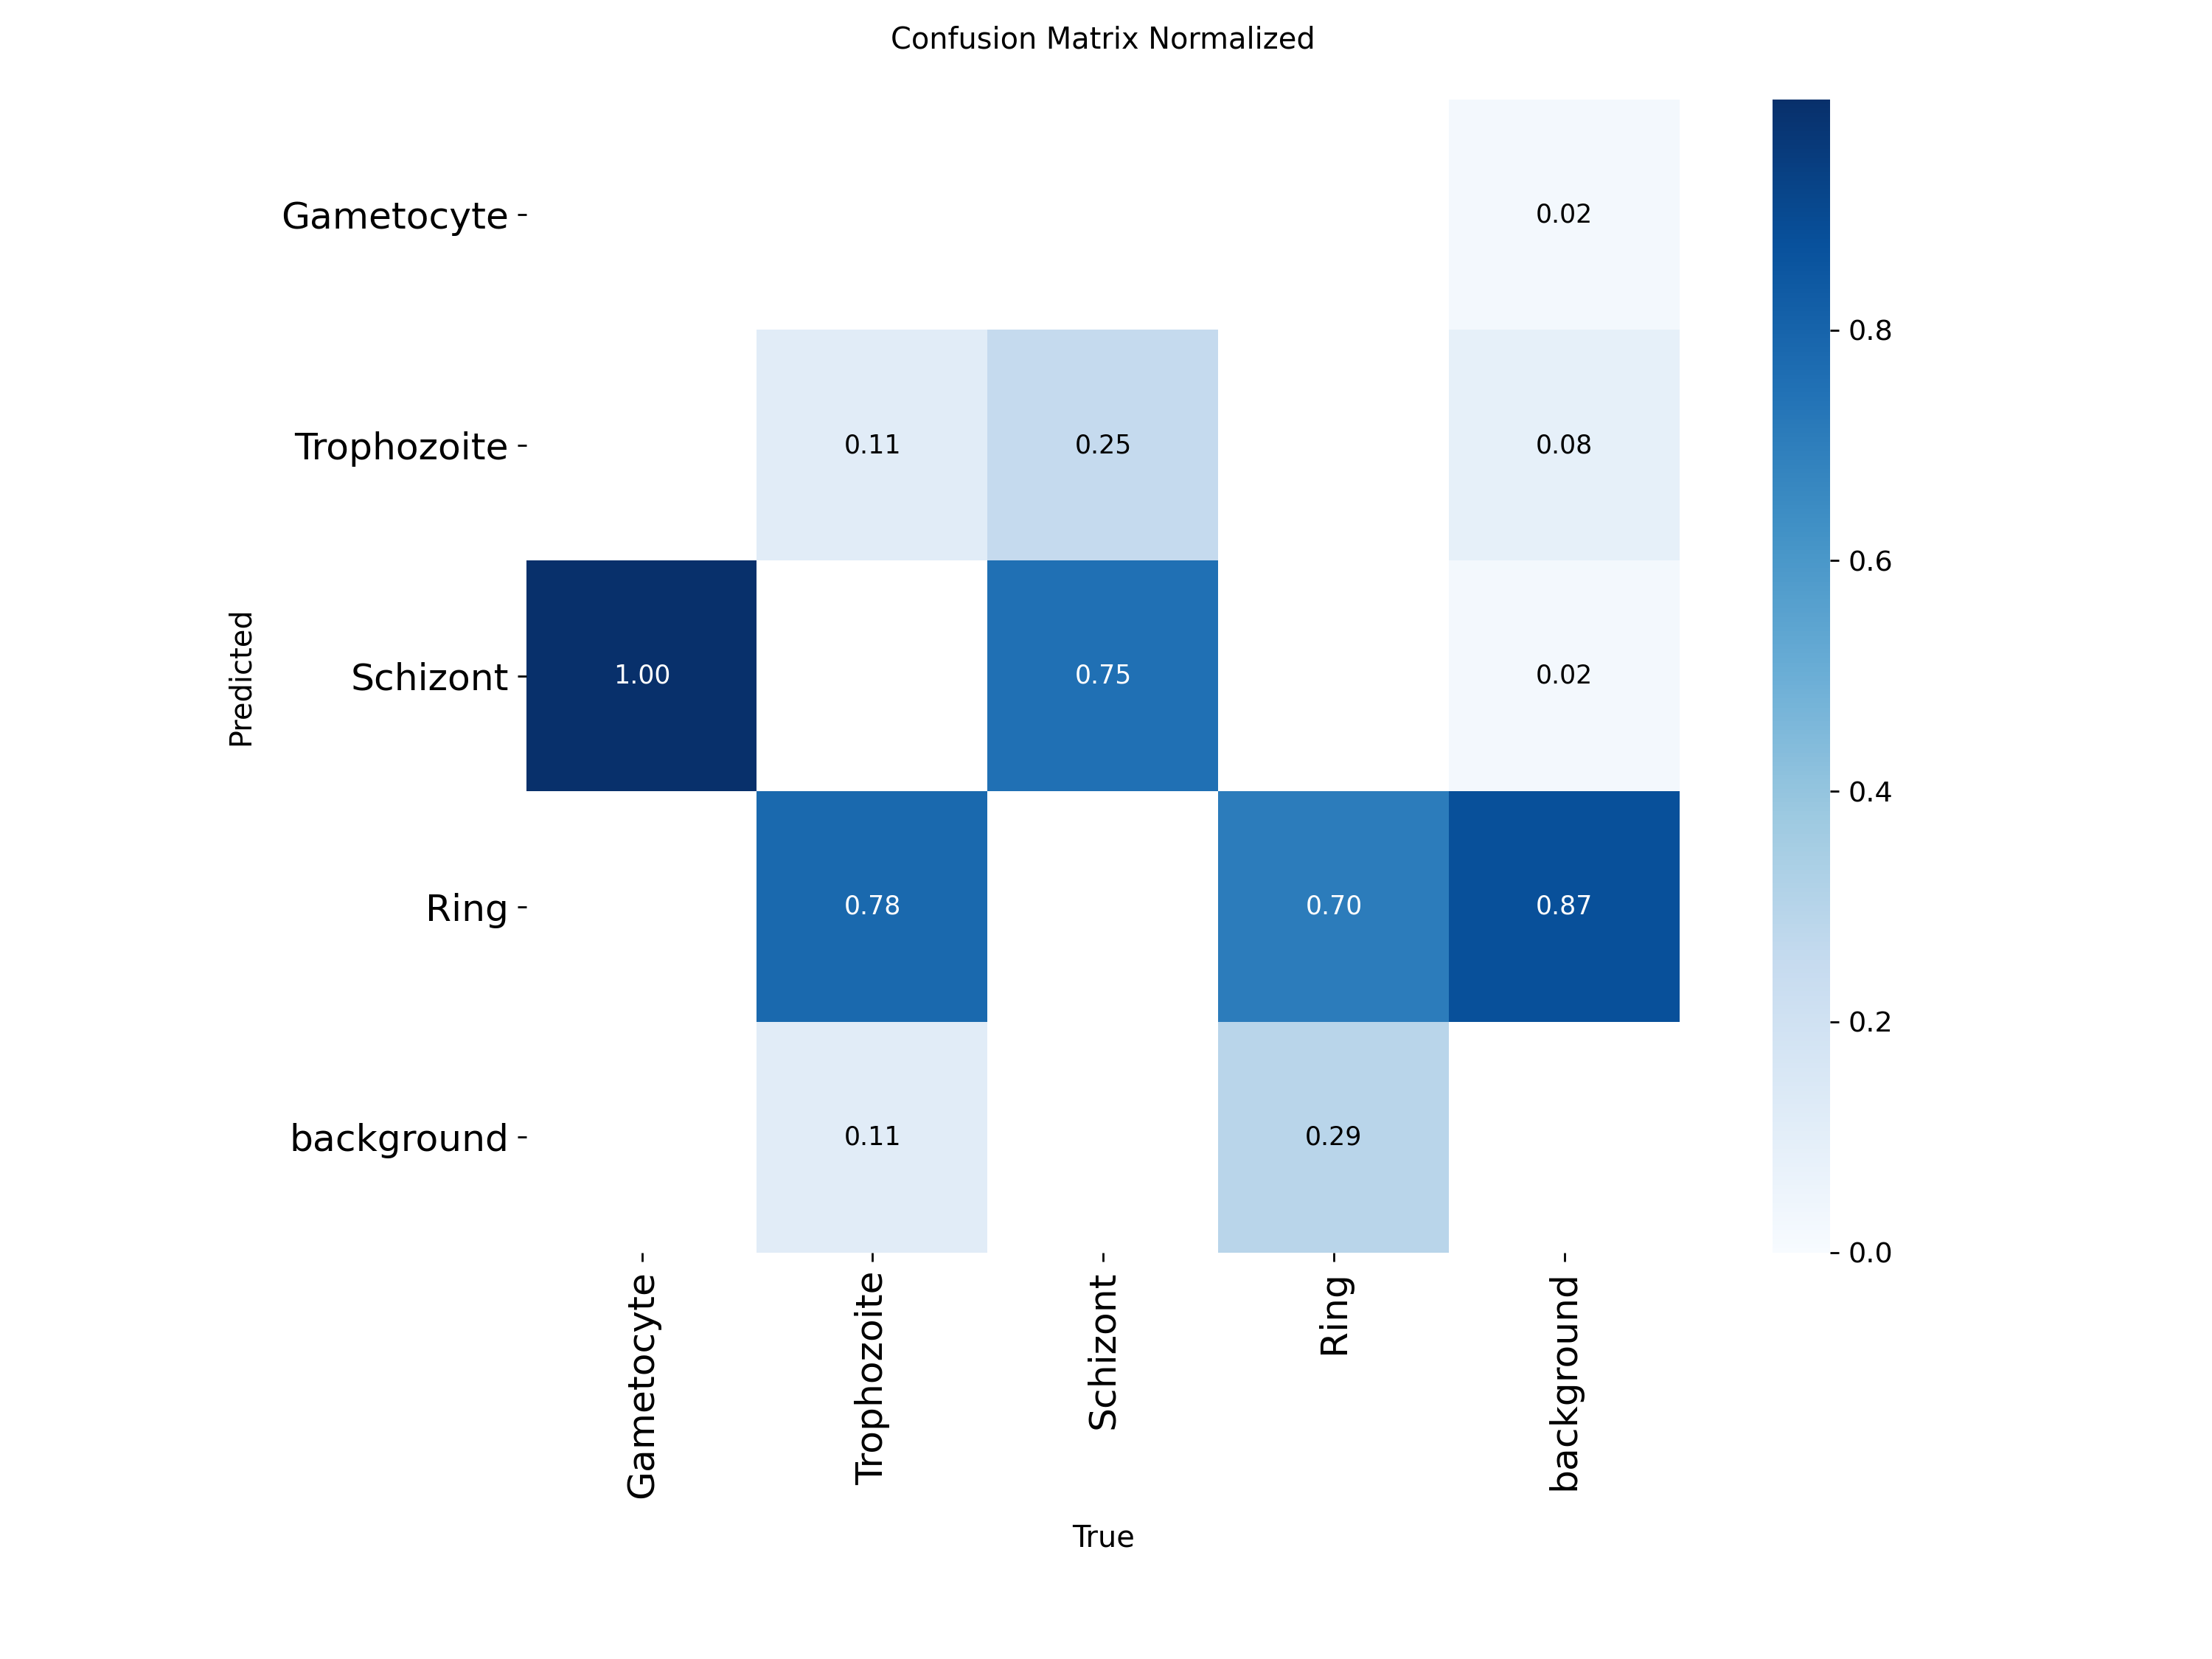 Confusion Matrix Normalized
Gametocyte
0.02
Trophozoite
0.11 0.25 0.08
Schizont
1.00 0.75 0.02
Ring
0.78 0.70 0.87
background
0.11 0.29
Predicted
Gametocyte
Trophozoite
Schizont
Ring
background
True
0.8
0.6
0.4
0.2
0.0